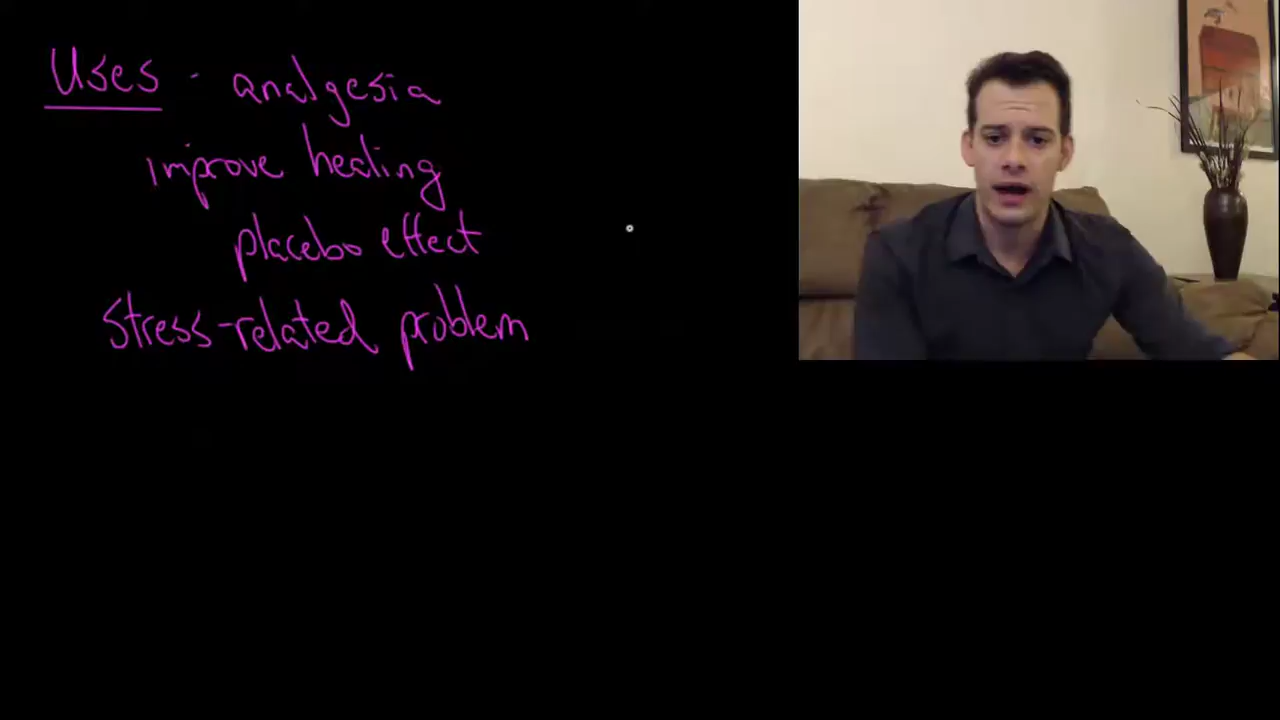 Uses - analgesia
improve healing
placebo effect
Stress-related problem